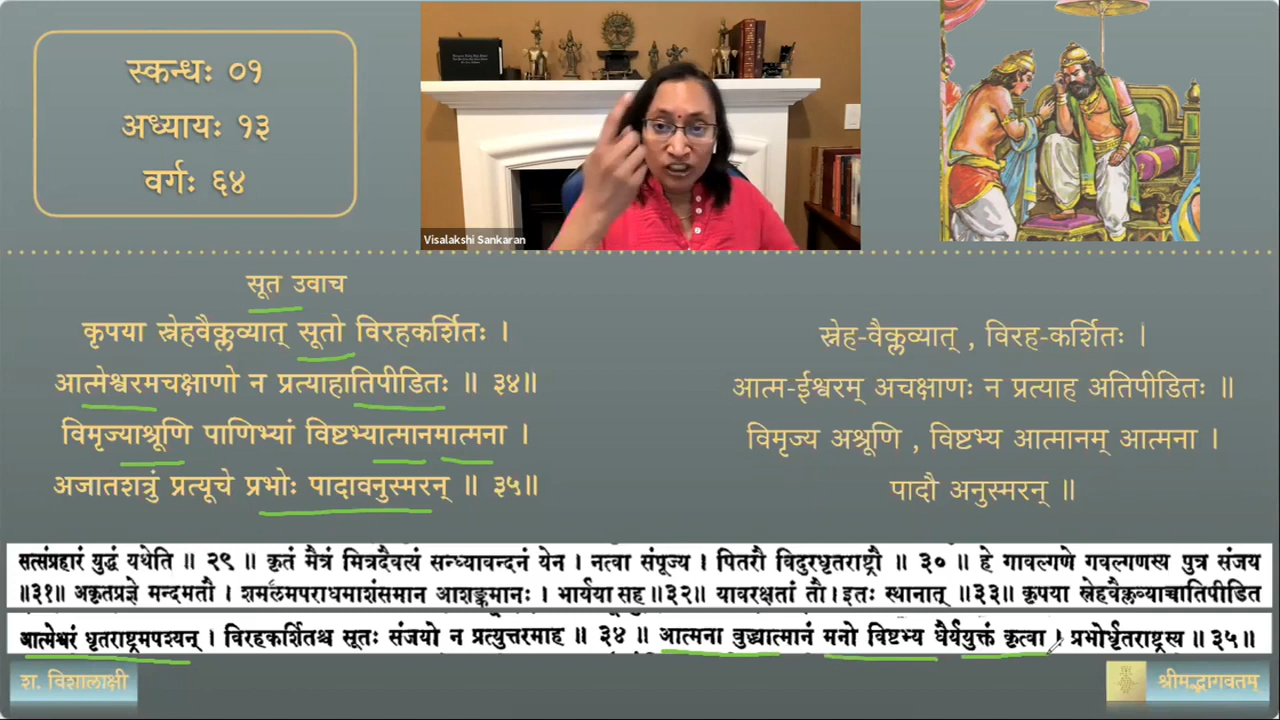 स्कन्धः ०१
अध्यायः १३
वर्गः ६४
Visalakshi Sankaran
सूत उवाच
कृपया स्नेहवैक्लव्यात् सूतो विरहकर्शितः ।
आत्मेश्वरमचक्षाणो न प्रत्याहातिपीडितः ॥ ३४॥
विमृज्याश्रूणि पाणिभ्यां विष्टभ्यात्मानमात्मना ।
अजातशत्रुं प्रत्यूचे प्रभोः पादावनुस्मरन् ॥ ३५॥
स्नेह-वैक्लव्यात् , विरह-कर्शितः ।
आत्म-ईश्वरम् अचक्षाणः न प्रत्याह अतिपीडितः ॥
विमृज्य अश्रूणि , विष्टभ्य आत्मानम् आत्मना ।
पादौ अनुस्मरन् ॥
सत्संप्रहारं युद्धं यथेति ॥ २९ ॥ कृतं मैत्रं मित्रदैवत्यं सन्ध्यावन्दनं येन । नत्वा संपूज्य । पितरौ विदुरधृतराष्ट्रौ ॥ ३० ॥ हे गावल्गणे गवल्गणस्य पुत्र संजय
॥३१॥ अकृतप्रज्ञे मन्दमतौ । शमलमपराधमाशंसमान आशङ्कमानः । भार्यया सह ॥३२॥ यावरक्षतां तौ । इतः स्थानात् ॥३३॥ कृपया स्नेहवैक्लव्याच्चातिपीडित
आत्मेश्वरं धृतराष्ट्रमपश्यन् । विरहकर्शितश्च सूतः संजयो न प्रत्युत्तरमाह ॥ ३४ ॥ आत्मना बुद्ध्यात्मानं मनो विष्टभ्य धैर्ययुक्तं कृत्वा । प्रभोर्धृतराष्ट्रस्य ॥३५॥
श. विशालाक्षी
श्रीमद्भागवतम्